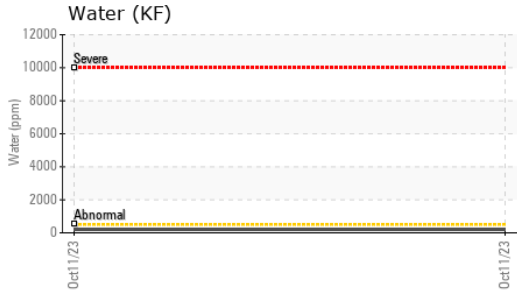 Water (KF)
12000
Severe
10000
8000
6000
4000
2000
Abnormal
0
Water (ppm)
Oct11/23
Oct11/23